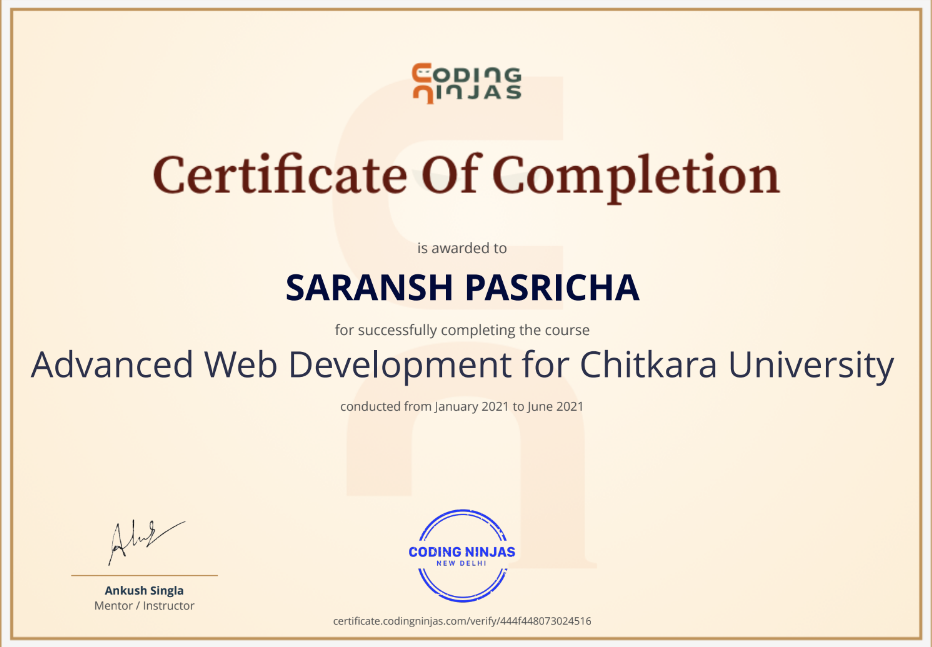 CODING
NINJAS
Certificate Of Completion
is awarded to
SARANSH PASRICHA
for successfully completing the course
Advanced Web Development for Chitkara University
conducted from January 2021 to June 2021
Ankush Singla
Mentor / Instructor
CODING NINJAS
NEW DELHI
certificate.codingninjas.com/verify/444f448073024516